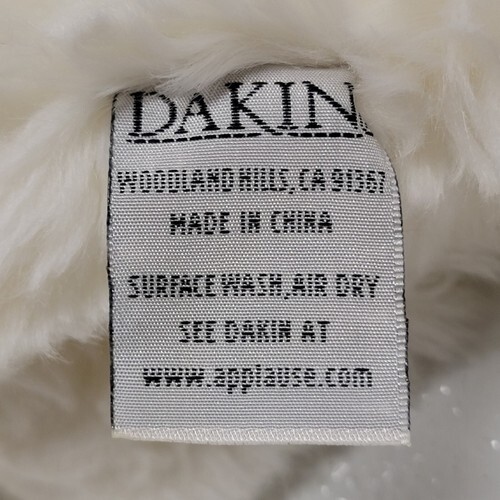 DAKIN
WOODLAND HILLS, CA 91367
MADE IN CHINA
SURFACE WASH, AIR DRY
SEE DAKIN AT
www.applause.com